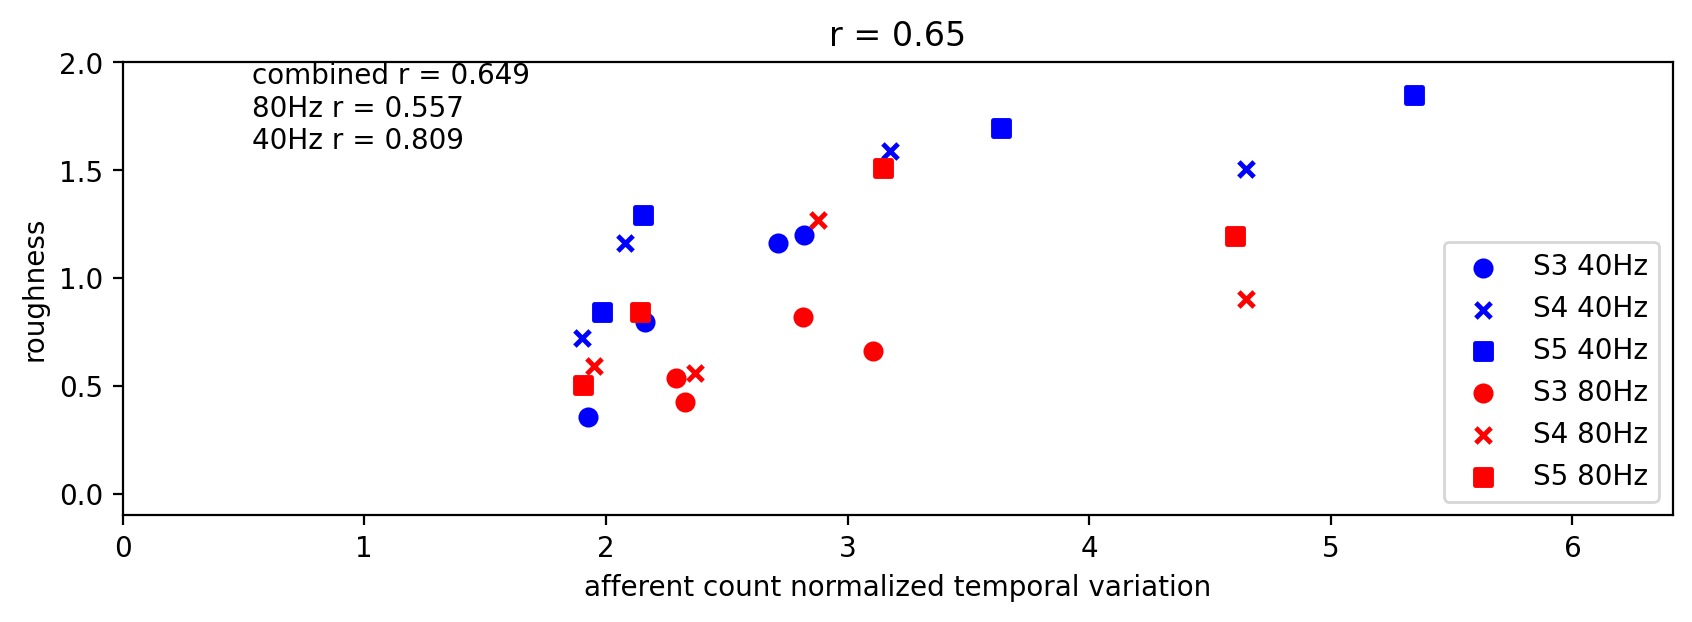 r = 0.65
combined r = 0.649
80Hz r = 0.557
40Hz r = 0.809
2.0
1.5
1.0
0.5
0.0
roughness
S3 40Hz
S4 40Hz
S5 40Hz
S3 80Hz
S4 80Hz
S5 80Hz
0 1 2 3 4 5 6
afferent count normalized temporal variation